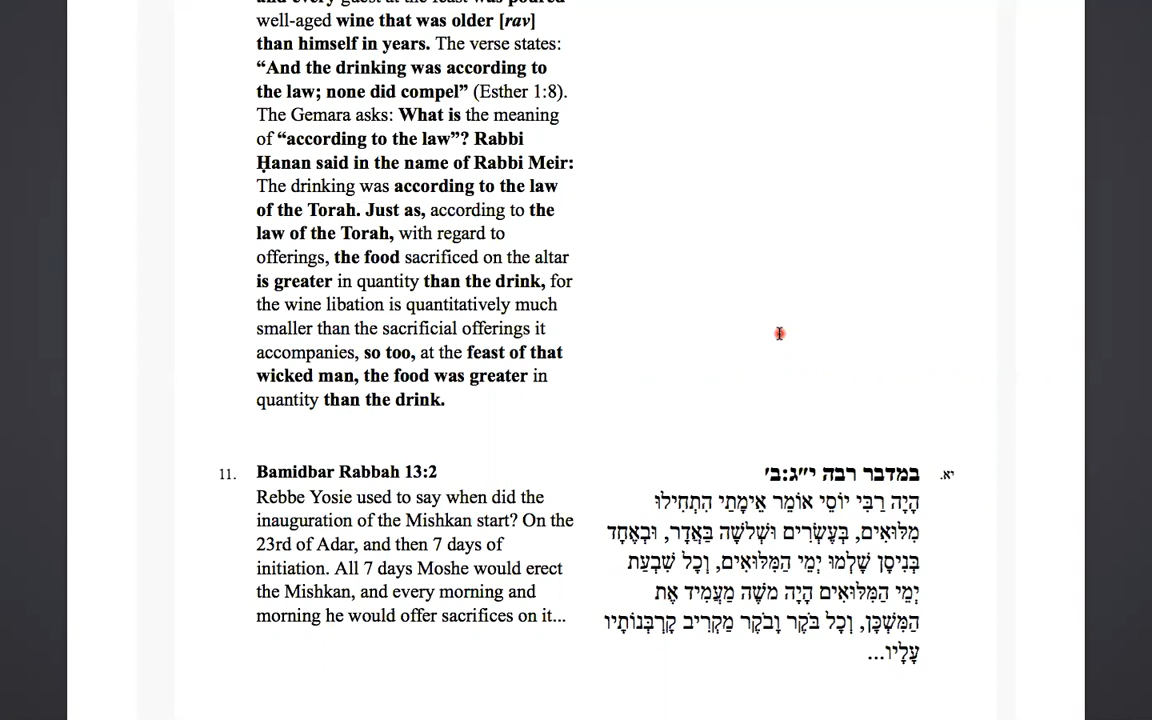 well-aged wine that was older [rav]
than himself in years. The verse states:
“And the drinking was according to
the law; none did compel” (Esther 1:8).
The Gemara asks: What is the meaning
of “according to the law”? Rabbi
Ḥanan said in the name of Rabbi Meir:
The drinking was according to the law
of the Torah. Just as, according to the
law of the Torah, with regard to
offerings, the food sacrificed on the altar
is greater in quantity than the drink, for
the wine libation is quantitatively much
smaller than the sacrificial offerings it
accompanies, so too, at the feast of that
wicked man, the food was greater in
quantity than the drink.
11. Bamidbar Rabbah 13:2
Rebbe Yosie used to say when did the
inauguration of the Mishkan start? On the
23rd of Adar, and then 7 days of
initiation. All 7 days Moshe would erect
the Mishkan, and every morning and
morning he would offer sacrifices on it...
יא. במדבר רבה י״ג:ב׳
הָיָה רַבִּי יוֹסֵי אוֹמֵר אֵימָתַי הִתְחִילוּ
מִלּוּאִים, בְּעֶשְׂרִים וּשְׁלשָׁה בַּאֲדָר, וּבְאֶחָד
בְּנִיסָן שָׁלְמוּ יְמֵי הַמִּלּוּאִים, וְכָל שִׁבְעַת
יְמֵי הַמִּלּוּאִים הָיָה משֶׁה מַעֲמִיד אֶת
הַמִּשְׁכָּן, וְכָל בֹּקֶר וָבֹקֶר מַקְרִיב קָרְבְּנוֹתָיו
עָלָיו...